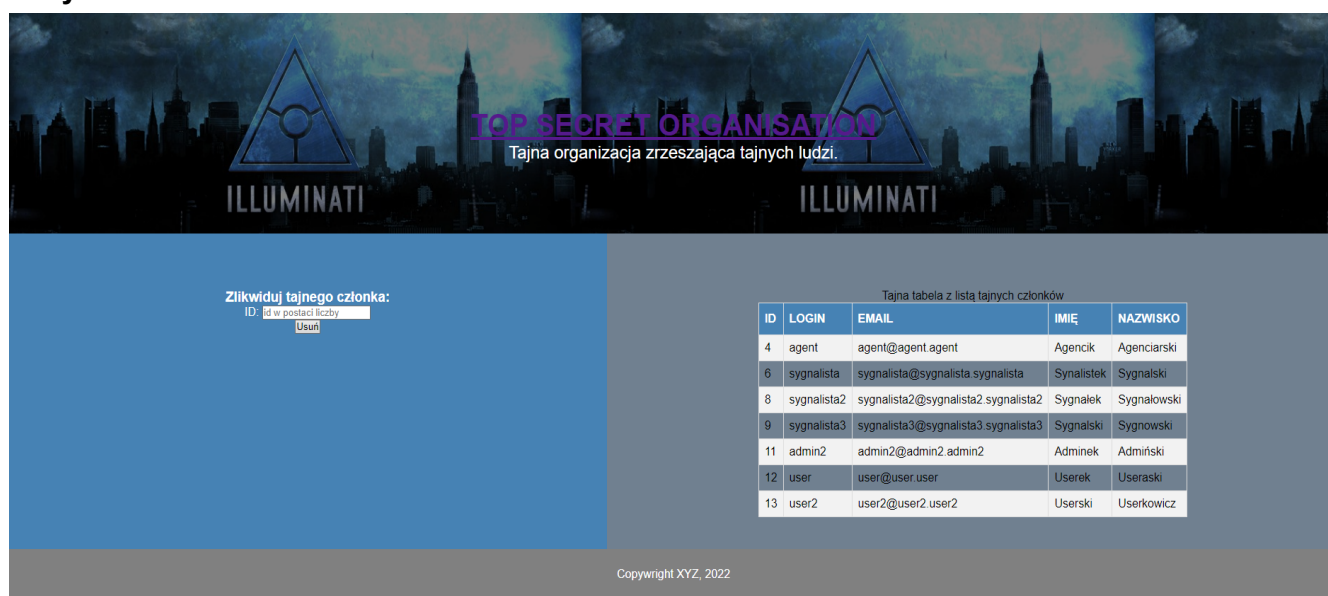 TOP SECRET ORGANISATION
Tajna organizacja zrzeszająca tajnych ludzi.
ILLUMINATI ILLUMINATI
Zlikwiduj tajnego członka:
ID: id w postaci liczby
Usuń
Tajna tabela z listą tajnych członków
ID LOGIN EMAIL IMIĘ NAZWISKO
4 agent agent@agent.agent Agencik Agenciarski
6 sygnalista sygnalista@sygnalista.sygnalista Synalistek Sygnalski
8 sygnalista2 sygnalista2@sygnalista2.sygnalista2 Sygnałek Sygnałowski
9 sygnalista3 sygnalista3@sygnalista3.sygnalista3 Sygnalski Sygnowski
11 admin2 admin2@admin2.admin2 Adminek Admiński
12 user user@user.user Userek Useraski
13 user2 user2@user2.user2 Userski Userkowicz
Copywright XYZ, 2022